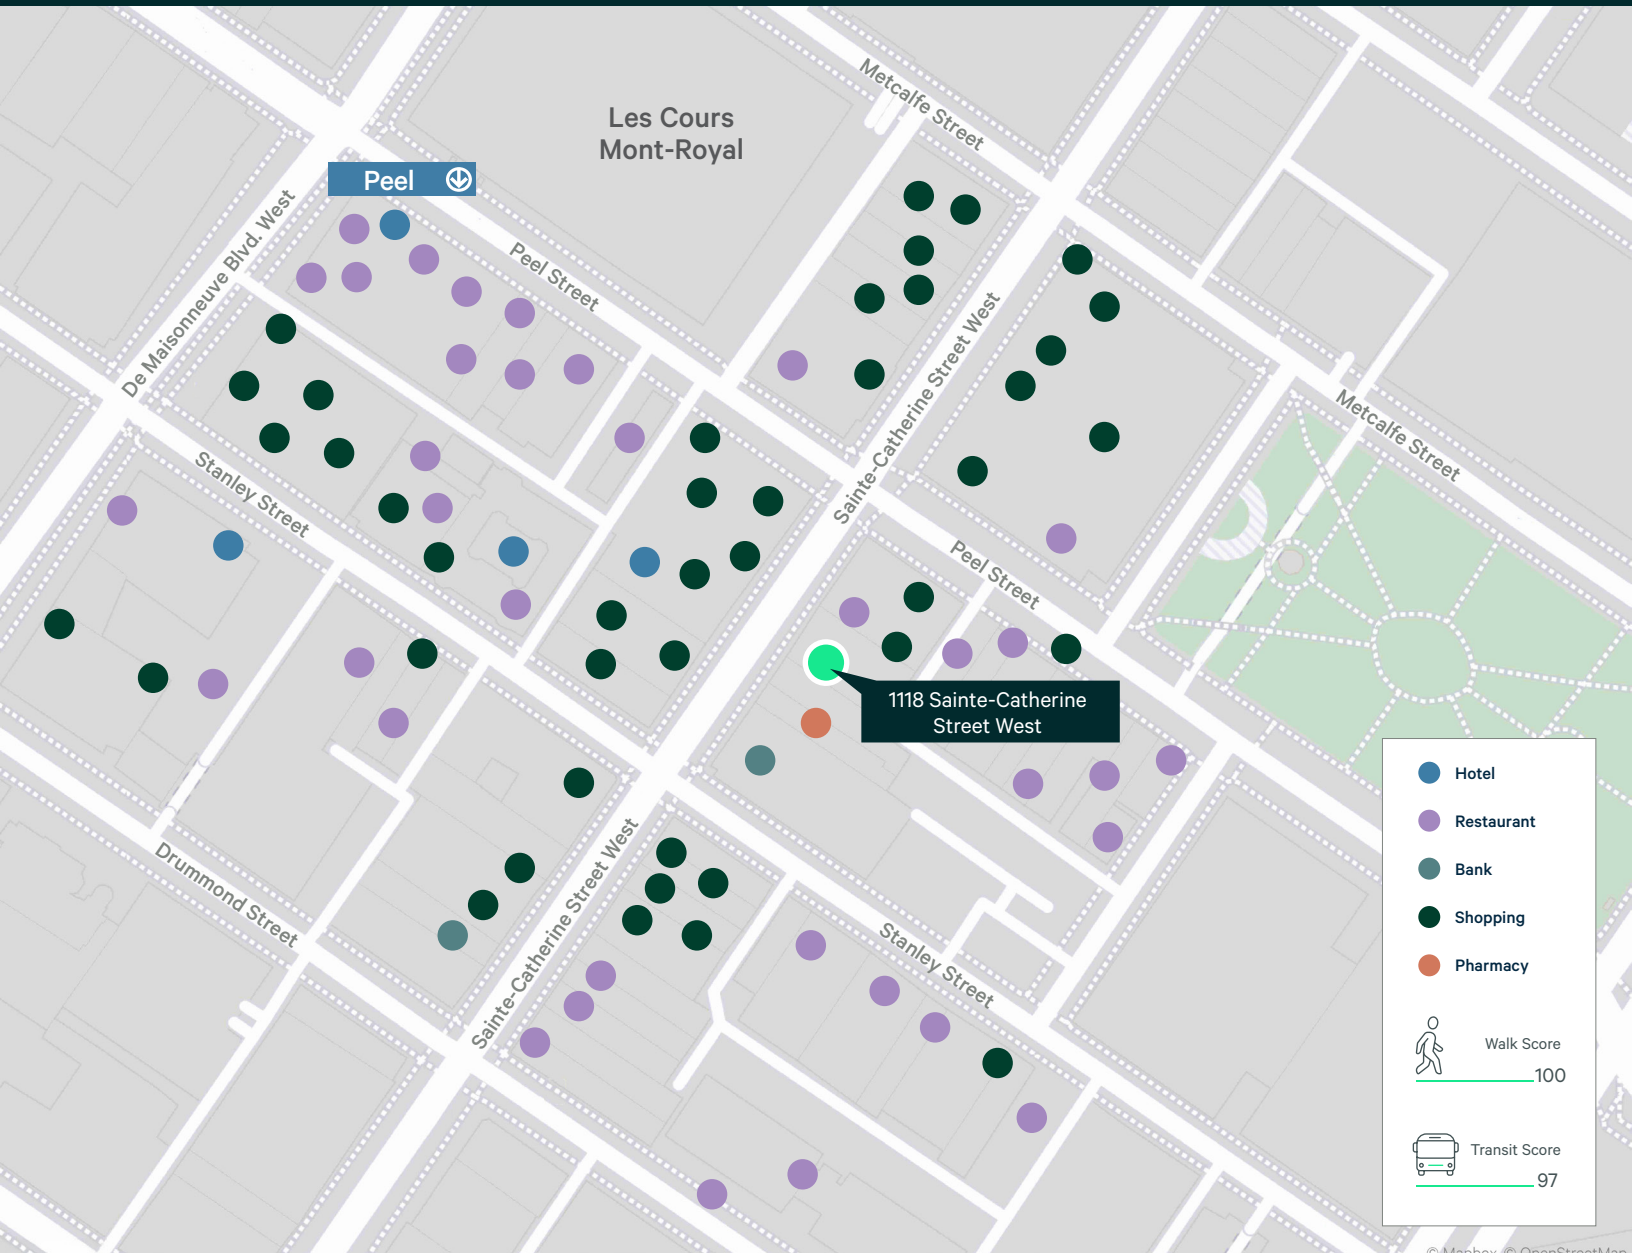 Metcalfe Street
Les Cours
Mont-Royal
Peel
De Maisonneuve Blvd. West
Peel Street
Sainte-Catherine Street West
Metcalfe Street
Stanley Street
Peel Street
1118 Sainte-Catherine
Street West
Hotel
Restaurant
Bank
Shopping
Pharmacy
Walk Score
100
Transit Score
97
Drummond Street
Sainte-Catherine Street West
Stanley Street
© Mapbox, © OpenStreetMap